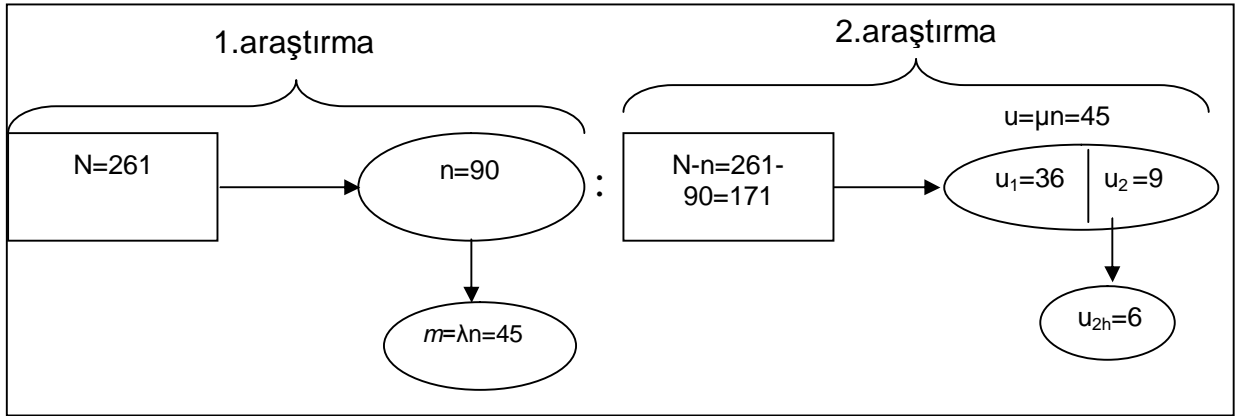 1.araştırma
2.araştırma
N=261
n=90
:
N-n=261-
90=171
u=µn=45
u₁=36
u₂ =9
m=λn=45
u₂ₕ=6